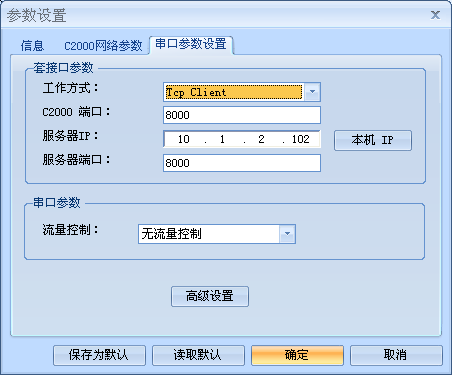 参数设置
信息 C2000网络参数 串口参数设置
套接口参数
工作方式： Tcp Client
C2000 端口： 8000
服务器IP： 10 . 1 . 2 . 102 本机 IP
服务器端口： 8000
串口参数
流量控制： 无流量控制
高级设置
保存为默认 读取默认 确定 取消